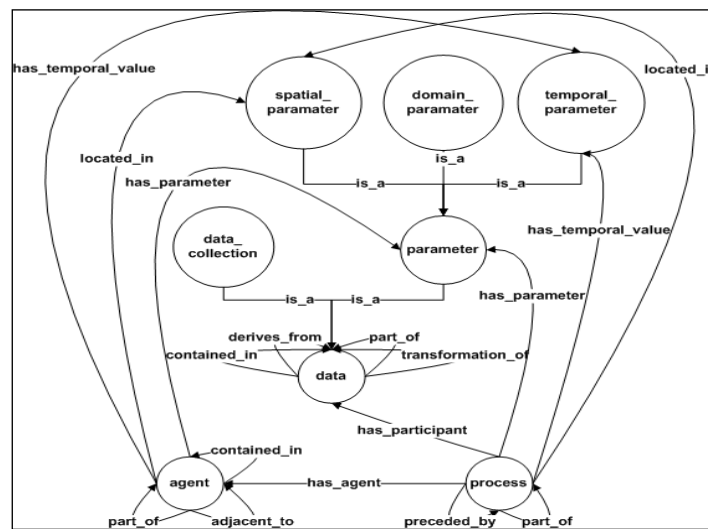 has_temporal_value
located_i
spatial_
paramater
domain_
paramater
temporal_
parameter
located_in
is_a
has_parameter
is_a
is_a
data_
collection
parameter
has_temporal_value
is_a
is_a
has_parameter
derives_from
part_of
contained_in
transformation_of
data
has_participant
contained_in
agent
has_agent
process
part_of
adjacent_to
preceded_by
part_of